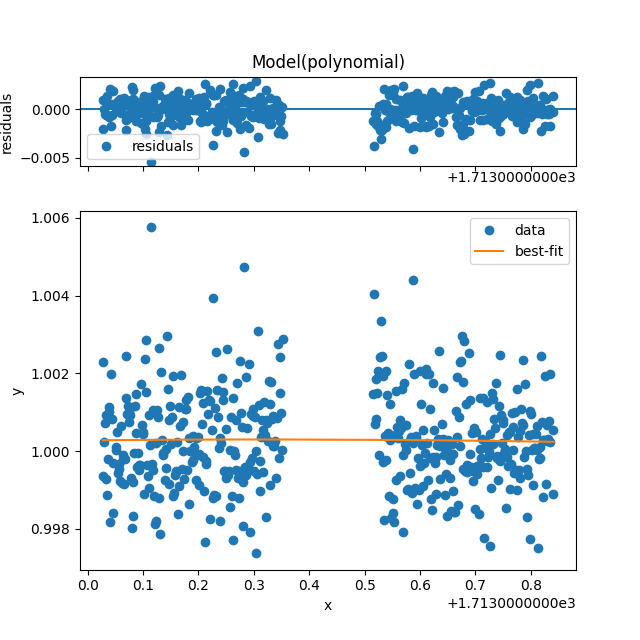 Model(polynomial)
residuals
0.000
−0.005
residuals
+1.7130000000e3
y
1.006
1.004
1.002
1.000
0.998
data
best-fit
0.0 0.1 0.2 0.3 0.4 0.5 0.6 0.7 0.8
x
+1.7130000000e3